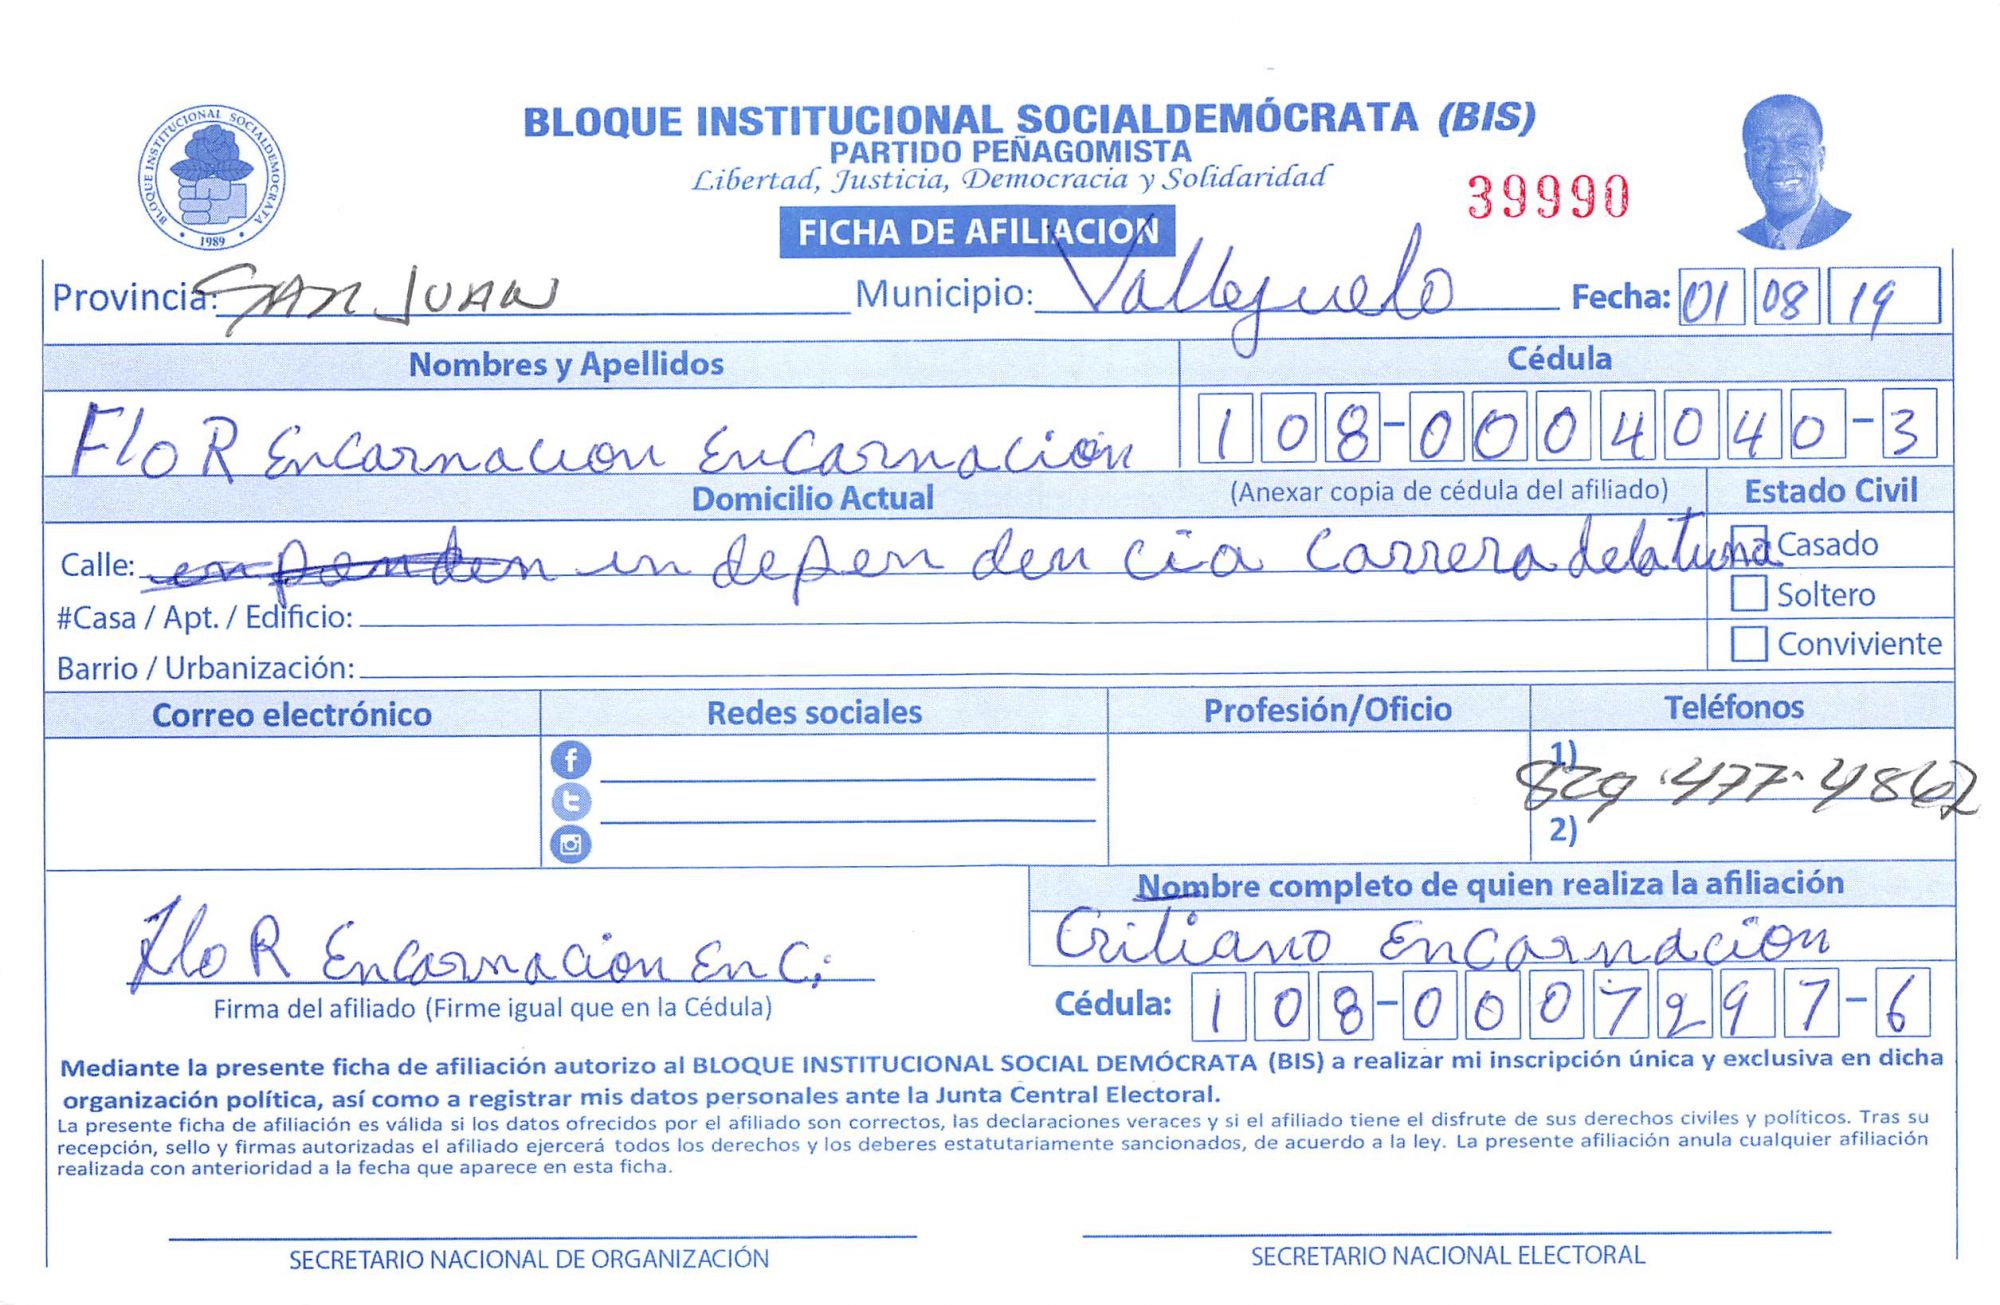 BLOQUE INSTITUCIONAL SOCIALDEMÓCRATA (BIS)
PARTIDO PEÑAGOMISTA
Libertad, Justicia, Democracia y Solidaridad
39990
BLOQUE INSTITUCIONAL SOCIALDEMOCRATA
1989
FICHA DE AFILIACION
Provincia: SAN JUAN Municipio: Vallejuelo Fecha: 01 08 19
Nombres y Apellidos Cédula
FloR Encarnacion Encarnación 108-0004040-3
Domicilio Actual (Anexar copia de cédula del afiliado) Estado Civil
Calle: independencia Carrera de la tuna Casado
#Casa / Apt. / Edificio: Soltero
Barrio / Urbanización: Conviviente
Correo electrónico Redes sociales Profesión/Oficio Teléfonos
1) 829-477-4862
2)
Nombre completo de quien realiza la afiliación
FloR Encarnacion Enc. Critiano Encarnación
Firma del afiliado (Firme igual que en la Cédula) Cédula: 108-0007297-6
Mediante la presente ficha de afiliación autorizo al BLOQUE INSTITUCIONAL SOCIAL DEMÓCRATA (BIS) a realizar mi inscripción única y exclusiva en dicha
organización política, así como a registrar mis datos personales ante la Junta Central Electoral.
La presente ficha de afiliación es válida si los datos ofrecidos por el afiliado son correctos, las declaraciones veraces y si el afiliado tiene el disfrute de sus derechos civiles y políticos. Tras su
recepción, sello y firmas autorizadas el afiliado ejercerá todos los derechos y los deberes estatutariamente sancionados, de acuerdo a la ley. La presente afiliación anula cualquier afiliación
realizada con anterioridad a la fecha que aparece en esta ficha.
SECRETARIO NACIONAL DE ORGANIZACIÓN SECRETARIO NACIONAL ELECTORAL